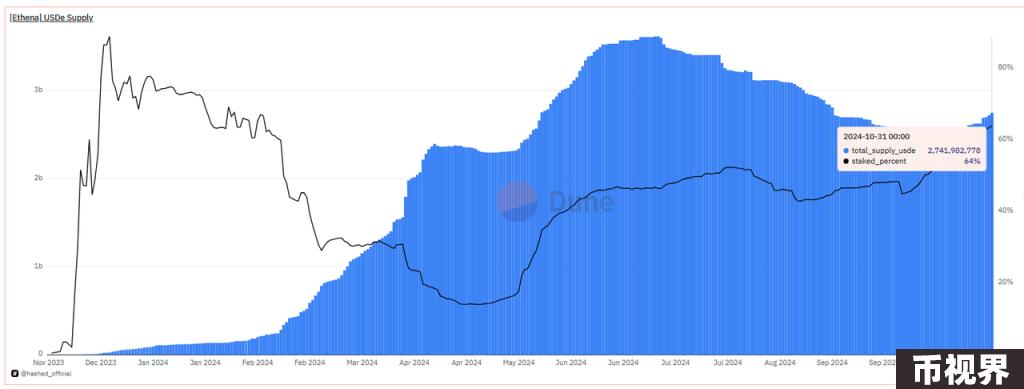 [Ethena] USDe Supply
3b
2b
1b
0
80%
60%
40%
20%
2024-10-31 00:00
total_supply_usde 2,741,982,778
staked_percent 64%
Dune
Nov 2023 Dec 2023 Jan 2024 Jan 2024 Feb 2024 Feb 2024 Mar 2024 Apr 2024 Apr 2024 May 2024 Jun 2024 Jun 2024 Jul 2024 Jul 2024 Aug 2024 Sep 2024 Sep 202
@hashed_official
币视界